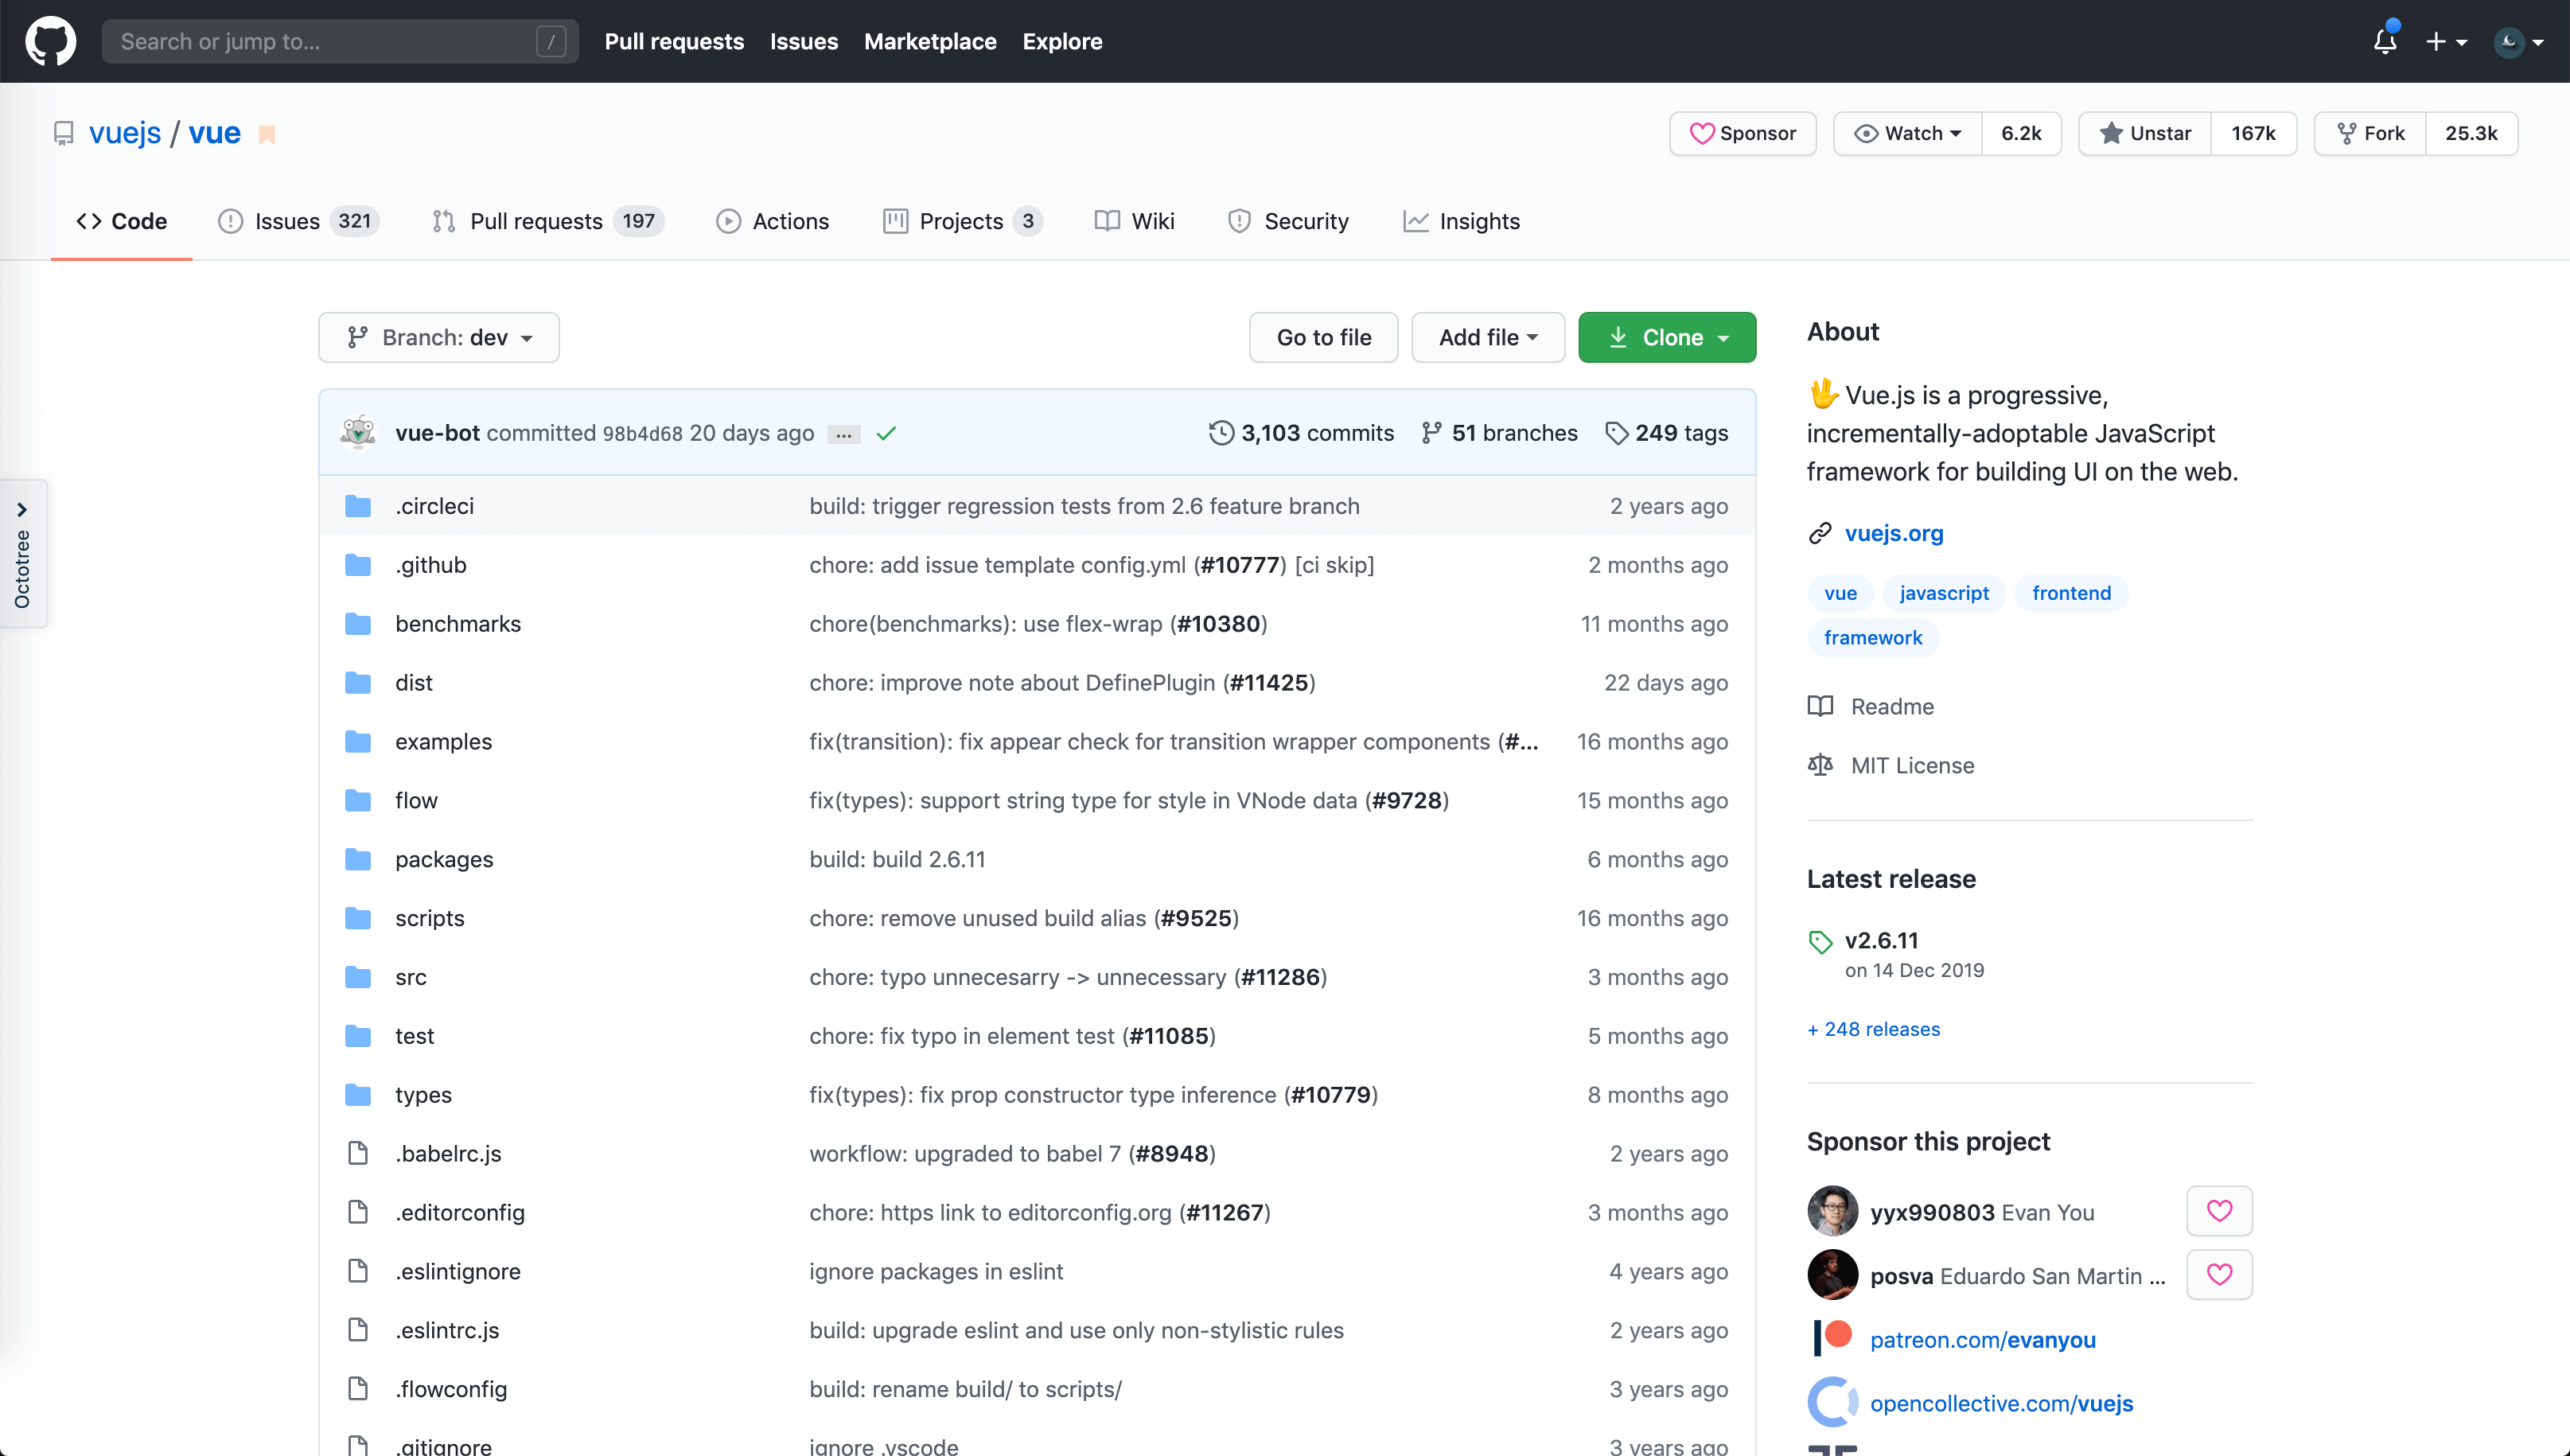 Search or jump to... /
Pull requests Issues Marketplace Explore
vuejs / vue
Sponsor Watch 6.2k Unstar 167k Fork 25.3k
Code Issues 321 Pull requests 197 Actions Projects 3 Wiki Security Insights
Octotree
Branch: dev Go to file Add file Clone
vue-bot committed 98b4d68 20 days ago ... 3,103 commits 51 branches 249 tags
.circleci build: trigger regression tests from 2.6 feature branch 2 years ago
.github chore: add issue template config.yml (#10777) [ci skip] 2 months ago
benchmarks chore(benchmarks): use flex-wrap (#10380) 11 months ago
dist chore: improve note about DefinePlugin (#11425) 22 days ago
examples fix(transition): fix appear check for transition wrapper components (#... 16 months ago
flow fix(types): support string type for style in VNode data (#9728) 15 months ago
packages build: build 2.6.11 6 months ago
scripts chore: remove unused build alias (#9525) 16 months ago
src chore: typo unnecesarry -> unnecessary (#11286) 3 months ago
test chore: fix typo in element test (#11085) 5 months ago
types fix(types): fix prop constructor type inference (#10779) 8 months ago
.babelrc.js workflow: upgraded to babel 7 (#8948) 2 years ago
.editorconfig chore: https link to editorconfig.org (#11267) 3 months ago
.eslintignore ignore packages in eslint 4 years ago
.eslintrc.js build: upgrade eslint and use only non-stylistic rules 2 years ago
.flowconfig build: rename build/ to scripts/ 3 years ago
.gitignore ignore .vscode 3 years ago
About
🖖 Vue.js is a progressive,
incrementally-adoptable JavaScript
framework for building UI on the web.
vuejs.org
vue javascript frontend
framework
Readme
MIT License
Latest release
v2.6.11
on 14 Dec 2019
+ 248 releases
Sponsor this project
yyx990803 Evan You
posva Eduardo San Martin ...
patreon.com/evanyou
opencollective.com/vuejs